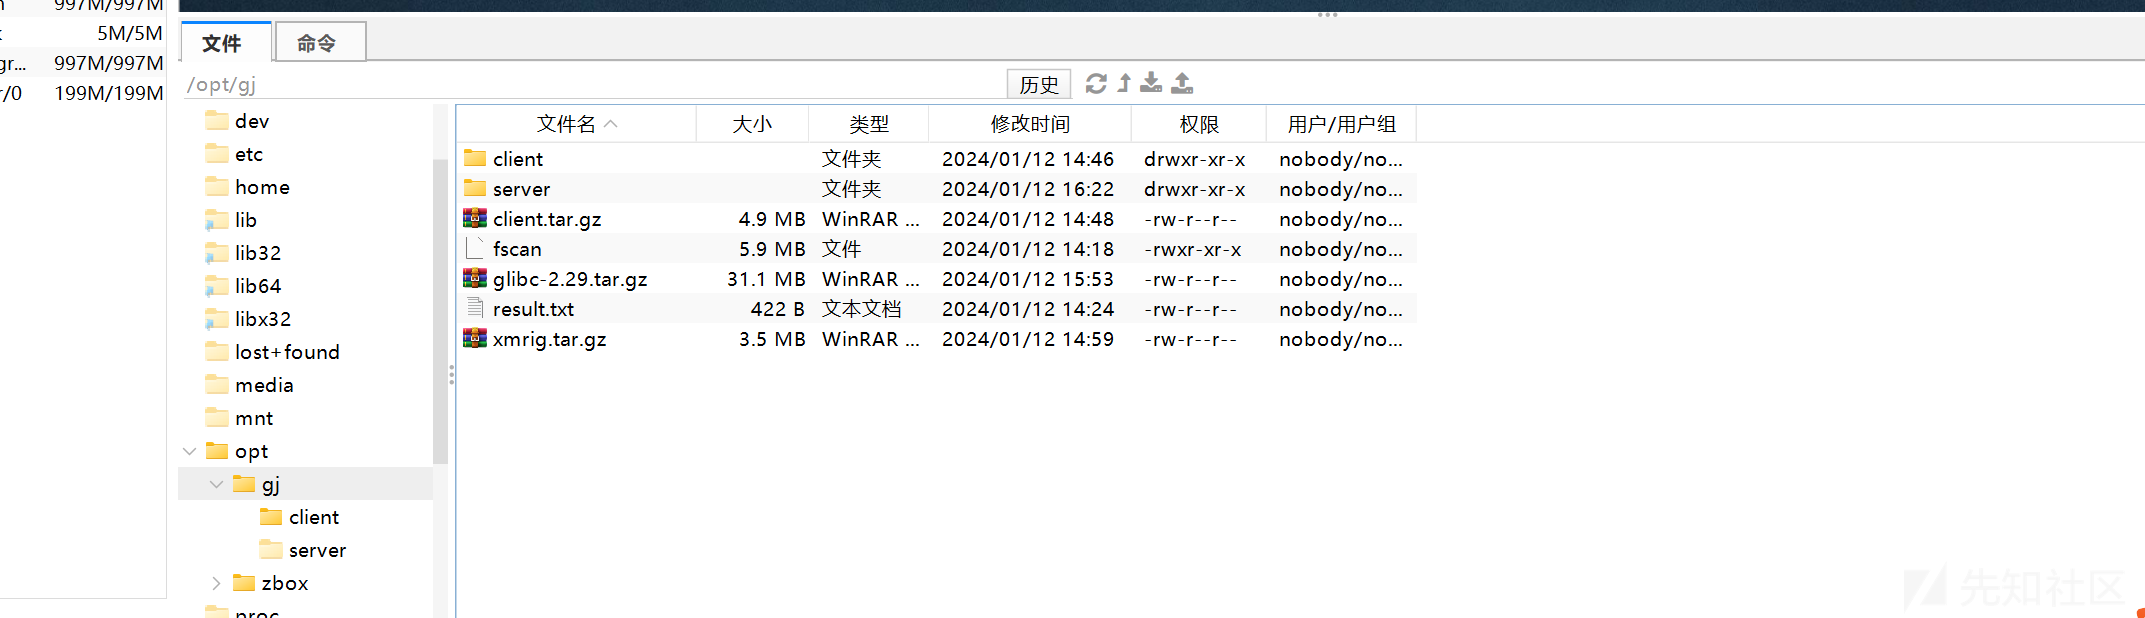 997M/997M
5M/5M
gr... 997M/997M
r/0 199M/199M
文件 命令
/opt/gj 历史
dev
etc
home
lib
lib32
lib64
libx32
lost+found
media
mnt
opt
gj
client
server
zbox
proc
文件名 大小 类型 修改时间 权限 用户/用户组
client 文件夹 2024/01/12 14:46 drwxr-xr-x nobody/no...
server 文件夹 2024/01/12 16:22 drwxr-xr-x nobody/no...
client.tar.gz 4.9 MB WinRAR ... 2024/01/12 14:48 -rw-r--r-- nobody/no...
fscan 5.9 MB 文件 2024/01/12 14:18 -rwxr-xr-x nobody/no...
glibc-2.29.tar.gz 31.1 MB WinRAR ... 2024/01/12 15:53 -rw-r--r-- nobody/no...
result.txt 422 B 文本文档 2024/01/12 14:24 -rw-r--r-- nobody/no...
xmrig.tar.gz 3.5 MB WinRAR ... 2024/01/12 14:59 -rw-r--r-- nobody/no...
先知社区